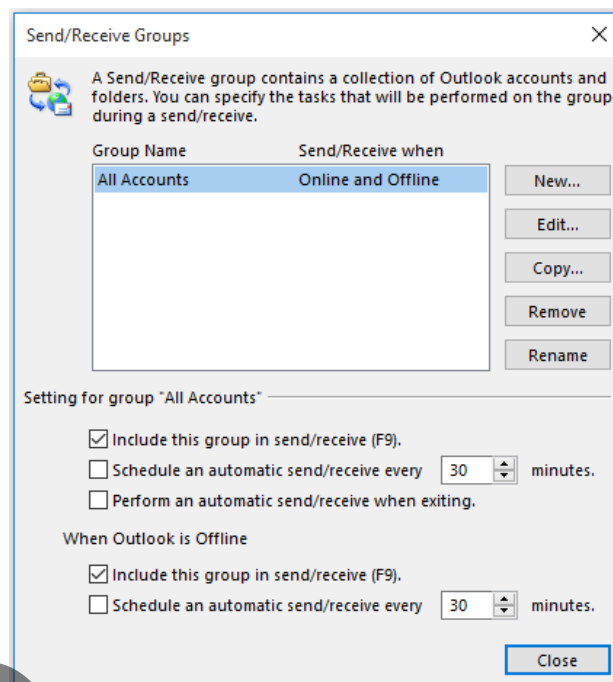 Send/Receive Groups
A Send/Receive group contains a collection of Outlook accounts and
folders. You can specify the tasks that will be performed on the group
during a send/receive.
Group Name Send/Receive when
All Accounts Online and Offline
New...
Edit...
Copy...
Remove
Rename
Setting for group "All Accounts"
Include this group in send/receive (F9).
Schedule an automatic send/receive every 30 minutes.
Perform an automatic send/receive when exiting.
When Outlook is Offline
Include this group in send/receive (F9).
Schedule an automatic send/receive every 30 minutes.
Close